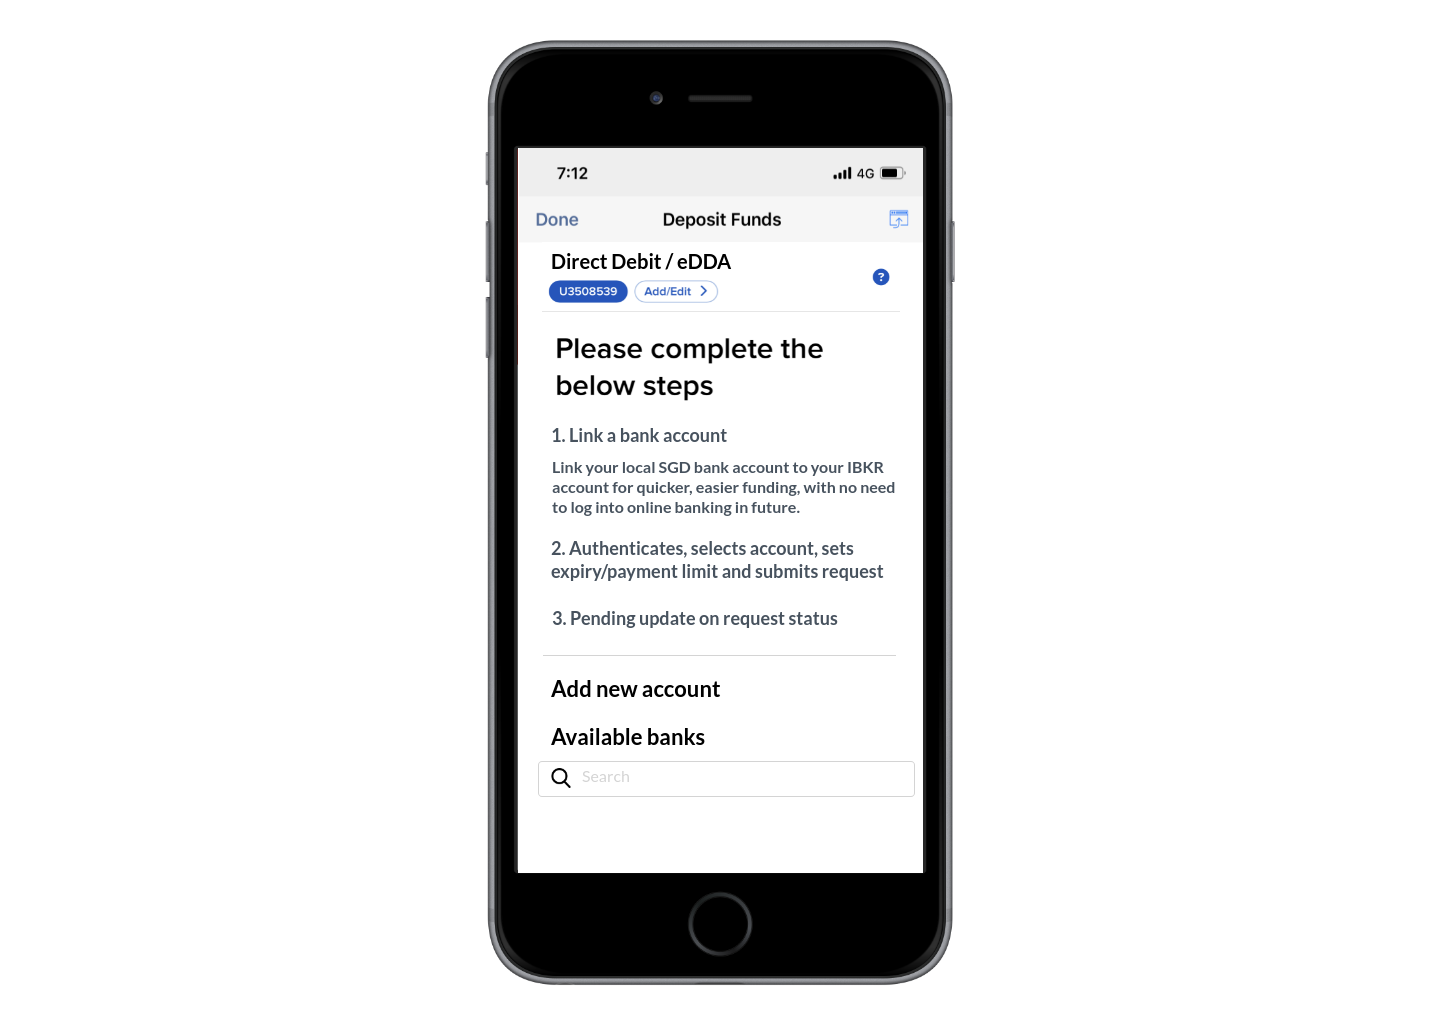 7:12
4G
Done
Deposit Funds
Direct Debit / eDDA
?
U3508539
Add/Edit
Please complete the
below steps
1. Link a bank account
Link your local SGD bank account to your IBKR
account for quicker, easier funding, with no need
to log into online banking in future.
2. Authenticates, selects account, sets
expiry/payment limit and submits request
3. Pending update on request status
Add new account
Available banks
Search